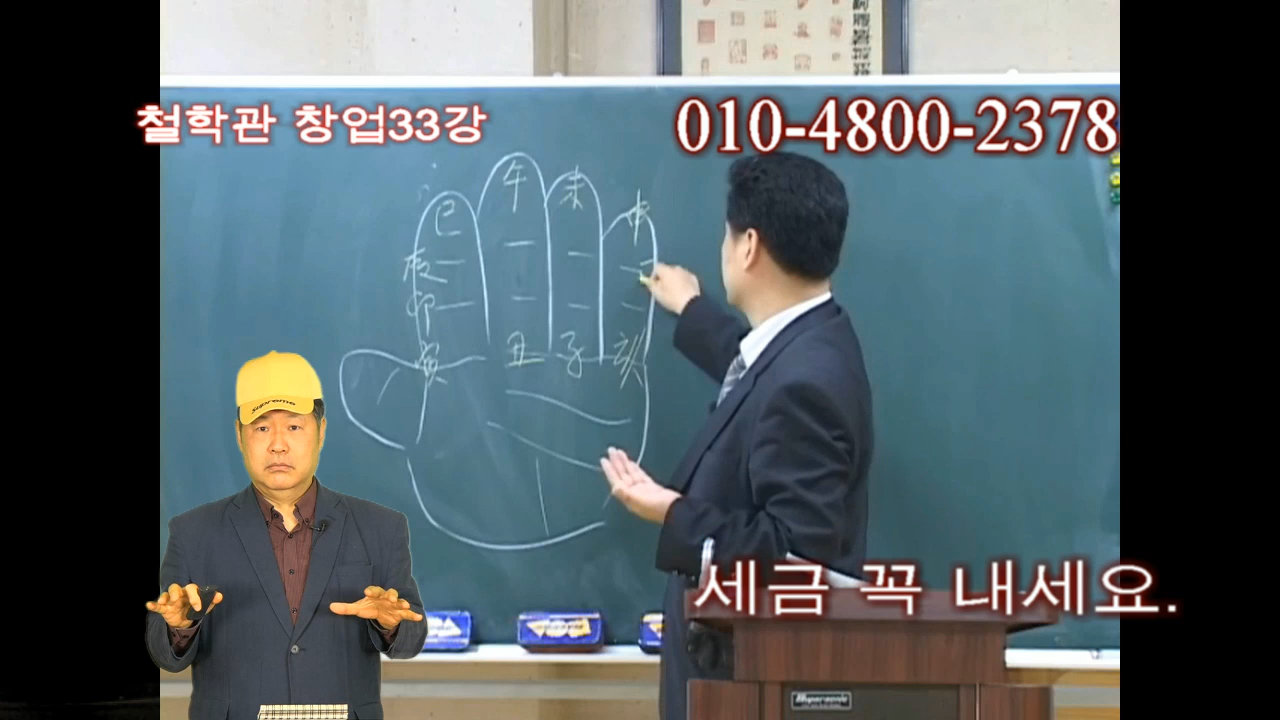 철학관 창업33강
010-4800-2378
午
未
巳
申
辰
卯
寅
丑
子
亥
Supreme
세금 꼭 내세요.